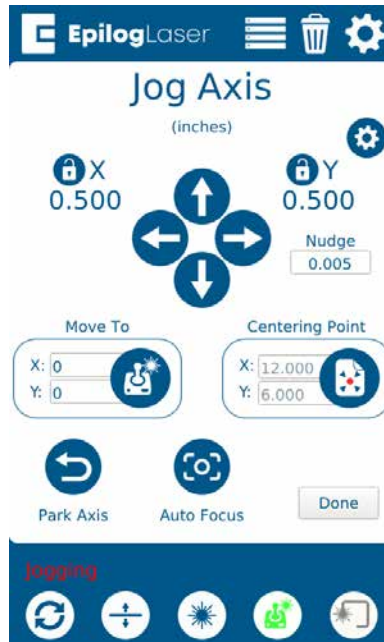 EpilogLaser
Jog Axis
(inches)
X
0.500
Y
0.500
Nudge
0.005
Move To
X: 0
Y: 0
Centering Point
X: 12.000
Y: 6.000
Park Axis
Auto Focus
Done
Jogging